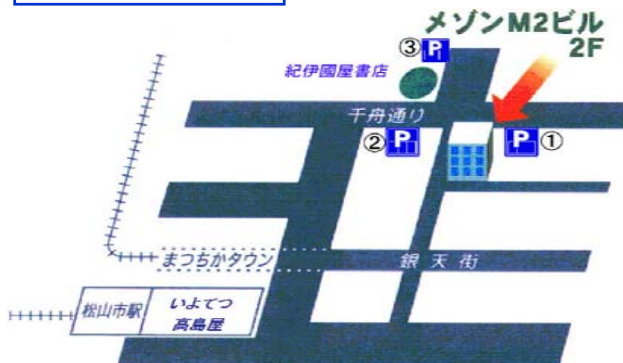 メゾンM2ビル
2F
③ P
紀伊國屋書店
千舟通り
② P
P ①
まつちかタウン
銀天街
松山市駅
いよてつ
高島屋